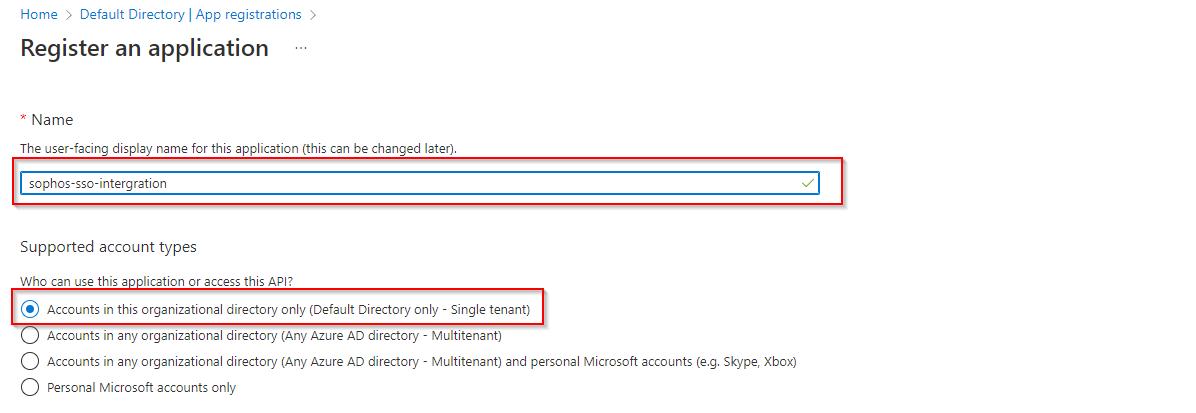 Home > Default Directory | App registrations >
Register an application ...
* Name
The user-facing display name for this application (this can be changed later).
sophos-sso-intergration
Supported account types
Who can use this application or access this API?
Accounts in this organizational directory only (Default Directory only - Single tenant)
Accounts in any organizational directory (Any Azure AD directory - Multitenant)
Accounts in any organizational directory (Any Azure AD directory - Multitenant) and personal Microsoft accounts (e.g. Skype, Xbox)
Personal Microsoft accounts only